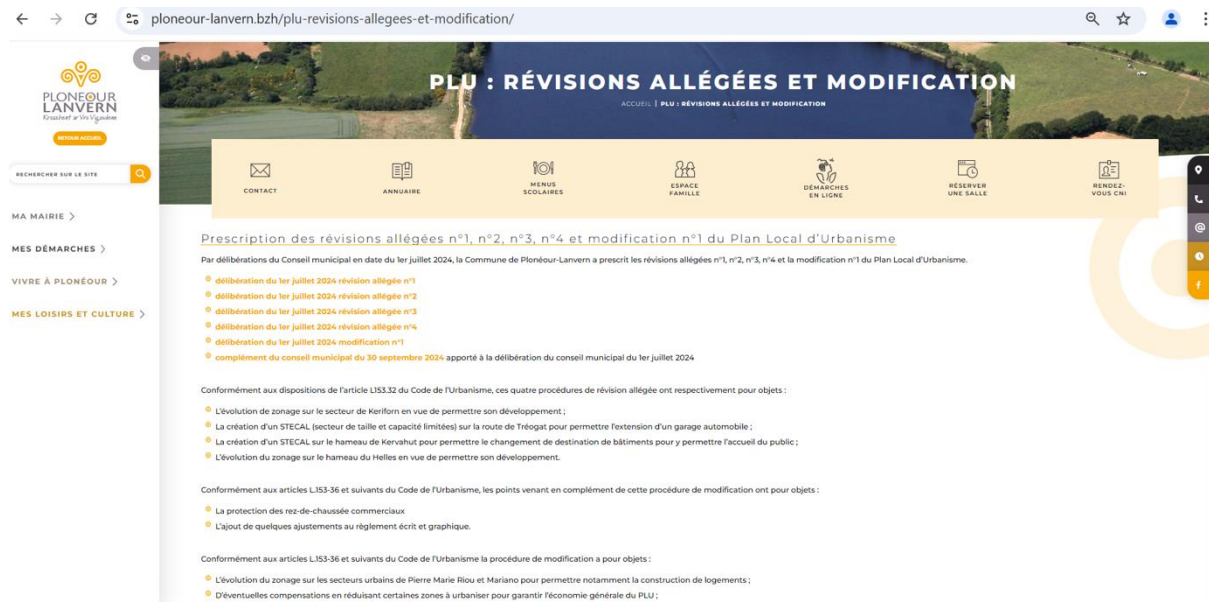 ploneour-lanvern.bzh/plu-revisions-allegees-et-modification/
PLONEOUR
LANVERN
RETOUR ACCUEIL
RECHERCHER SUR LE SITE
MA MAIRIE >
MES DÉMARCHES >
VIVRE À PLONÉOUR >
MES LOISIRS ET CULTURE >
PLU : RÉVISIONS ALLÉGÉES ET MODIFICATION
ACCUEIL | PLU : RÉVISIONS ALLÉGÉES ET MODIFICATION
CONTACT
ANNUAIRE
MENUS
SCOLAIRES
ESPACE
FAMILLE
DÉMARCHES
EN LIGNE
RÉSERVER
UNE SALLE
RENDEZ-
VOUS CNI
Prescription des révisions allégées n°1, n°2, n°3, n°4 et modification n°1 du Plan Local d'Urbanisme
Par délibérations du Conseil municipal en date du 1er juillet 2024, la Commune de Plonéour-Lanvern a prescrit les révisions allégées n°1, n°2, n°3, n°4 et la modification n°1 du Plan Local d'Urbanisme.
délibération du 1er juillet 2024 révision allégée n°1
délibération du 1er juillet 2024 révision allégée n°2
délibération du 1er juillet 2024 révision allégée n°3
délibération du 1er juillet 2024 révision allégée n°4
délibération du 1er juillet 2024 modification n°1
complément du conseil municipal du 30 septembre 2024 apporté à la délibération du conseil municipal du 1er juillet 2024
Conformément aux dispositions de l'article L153.32 du Code de l'Urbanisme, ces quatre procédures de révision allégée ont respectivement pour objets :
L'évolution de zonage sur le secteur de Keriforn en vue de permettre son développement ;
La création d'un STECAL (secteur de taille et capacité limitées) sur la route de Tréogat pour permettre l'extension d'un garage automobile ;
La création d'un STECAL sur le hameau de Kervahut pour permettre le changement de destination de bâtiments pour y permettre l'accueil du public ;
L'évolution du zonage sur le hameau du Helles en vue de permettre son développement.
Conformément aux articles L.153-36 et suivants du Code de l'Urbanisme, les points venant en complément de cette procédure de modification ont pour objets :
La protection des rez-de-chaussée commerciaux
L'ajout de quelques ajustements au règlement écrit et graphique.
Conformément aux articles L.153-36 et suivants du Code de l'Urbanisme la procédure de modification a pour objets :
L'évolution du zonage sur les secteurs urbains de Pierre Marie Riou et Mariano pour permettre notamment la construction de logements ;
D'éventuelles compensations en réduisant certaines zones à urbaniser pour garantir l'économie générale du PLU ;